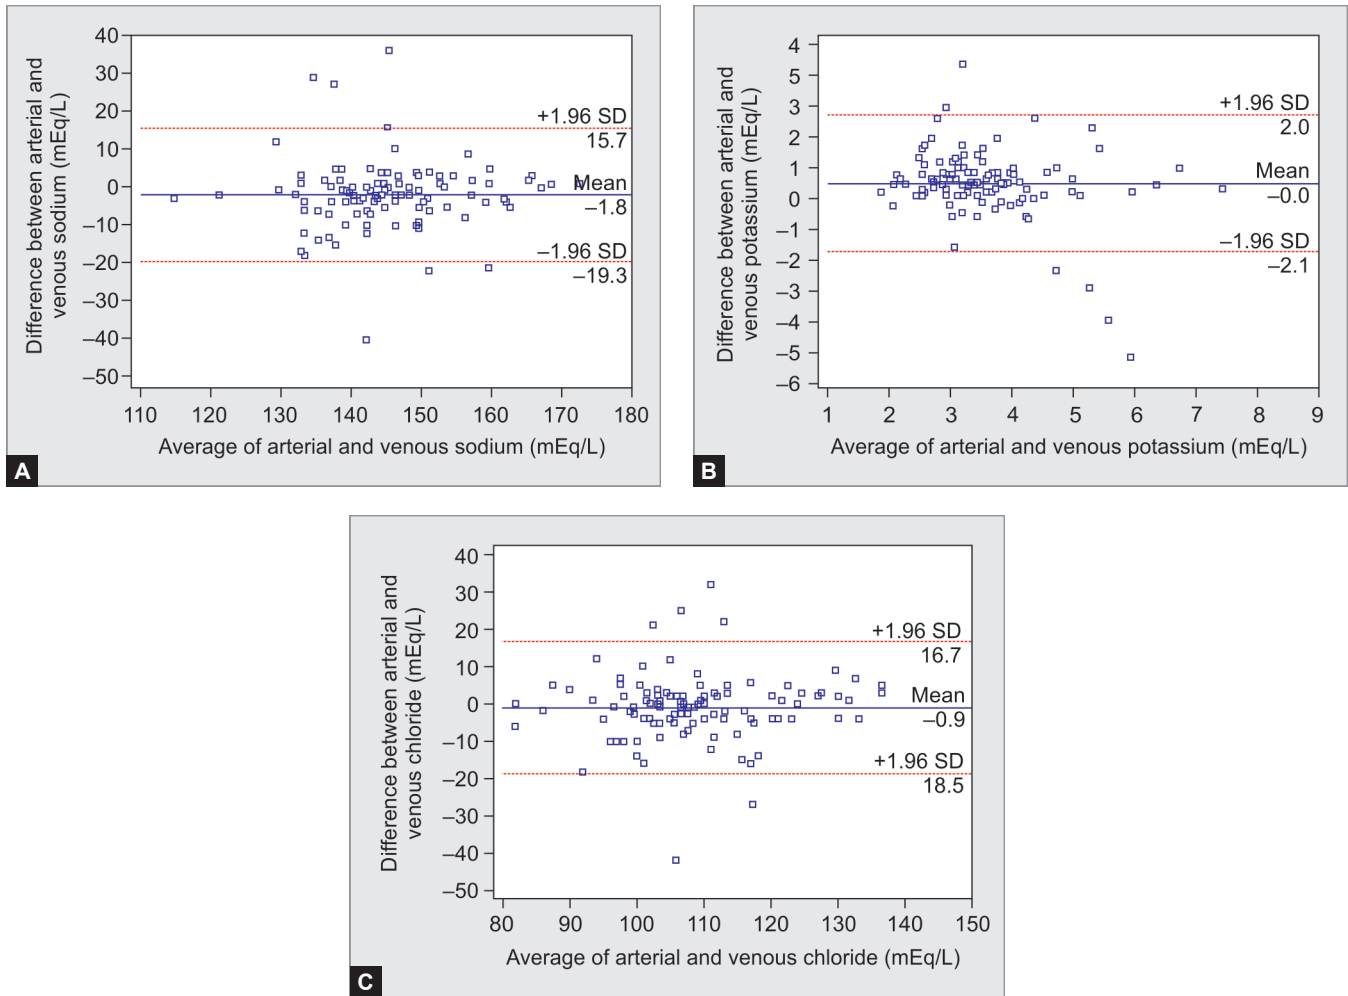 Difference between arterial and
venous sodium (mEq/L)
40
30
20
10
0
–10
–20
–30
–40
–50
+1.96 SD
15.7
Mean
–1.8
–1.96 SD
–19.3
110 120 130 140 150 160 170 180
Average of arterial and venous sodium (mEq/L)
A
Difference between arterial and
venous potassium (mEq/L)
4
5
3
2
1
0
–1
–2
–3
–4
–5
–6
+1.96 SD
2.0
Mean
–0.0
–1.96 SD
–2.1
1 2 3 4 5 6 7 8 9
Average of arterial and venous potassium (mEq/L)
B
Difference between arterial and
venous chloride (mEq/L)
40
30
20
10
0
–10
–20
–30
–40
–50
+1.96 SD
16.7
Mean
–0.9
+1.96 SD
18.5
80 90 100 110 120 130 140 150
Average of arterial and venous chloride (mEq/L)
C